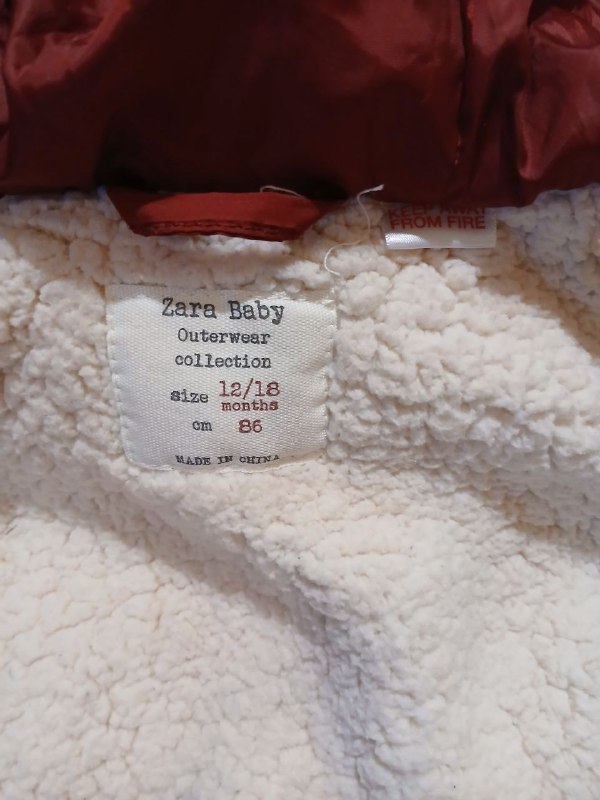 Zara Baby
Outerwear
collection
size 12/18
months
cm 86
MADE IN CHINA
FROM FIRE